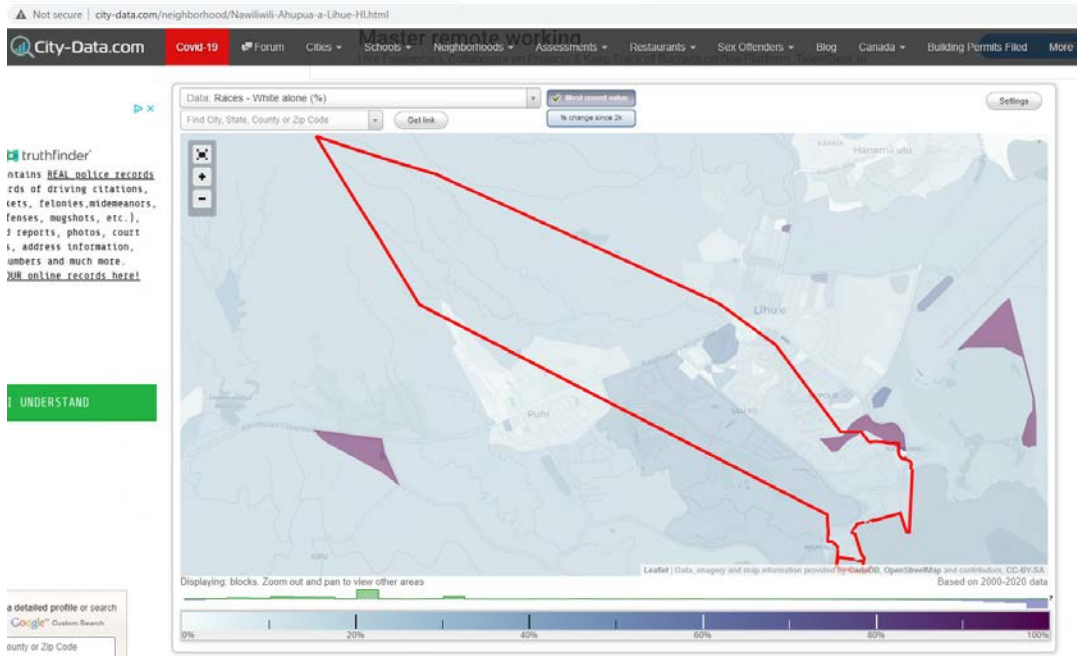 Not secure | city-data.com/neighborhood/Nawiliwili-Ahupua-a-Lihue-HI.html
Master remote working
City-Data.com Covid-19 Forum Cities Schools Neighborhoods Assessments Restaurants Sex Offenders Blog Canada Building Permits Filed More
Data: Races - White alone (%)
Most recent value
Settings
Find City, State, County or Zip Code
Get link
% change since 2k
truthfinder
ntains REAL police records
rds of driving citations,
kets, felonies,midemeanors,
fenses, mugshots, etc.),
d reports, photos, court
s, address information,
umbers and much more.
OUR online records here!
I UNDERSTAND
Lihu'e
Puhi
Leaflet | Data, imagery and map information provided by CartoDB, OpenStreetMap and contributors, CC-BY-SA
Displaying: blocks. Zoom out and pan to view other areas
Based on 2000-2020 data
?
a detailed profile or search
Google Custom Search
ounty or Zip Code
0% 20% 40% 60% 80% 100%